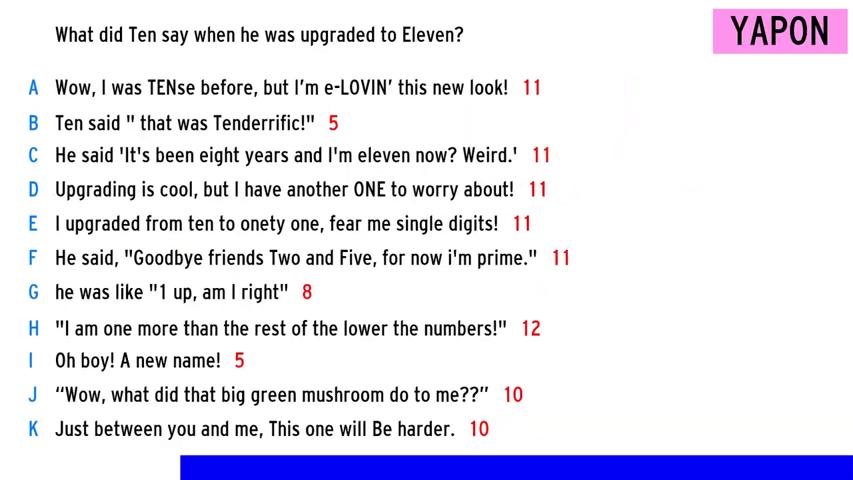 What did Ten say when he was upgraded to Eleven?
YAPON
A Wow, I was TENse before, but I'm e-LOVIN' this new look! 11
B Ten said " that was Tenderrific!" 5
C He said 'It's been eight years and I'm eleven now? Weird.' 11
D Upgrading is cool, but I have another ONE to worry about! 11
E I upgraded from ten to onety one, fear me single digits! 11
F He said, "Goodbye friends Two and Five, for now i'm prime." 11
G he was like "1 up, am I right" 8
H "I am one more than the rest of the lower the numbers!" 12
I Oh boy! A new name! 5
J “Wow, what did that big green mushroom do to me??” 10
K Just between you and me, This one will Be harder. 10